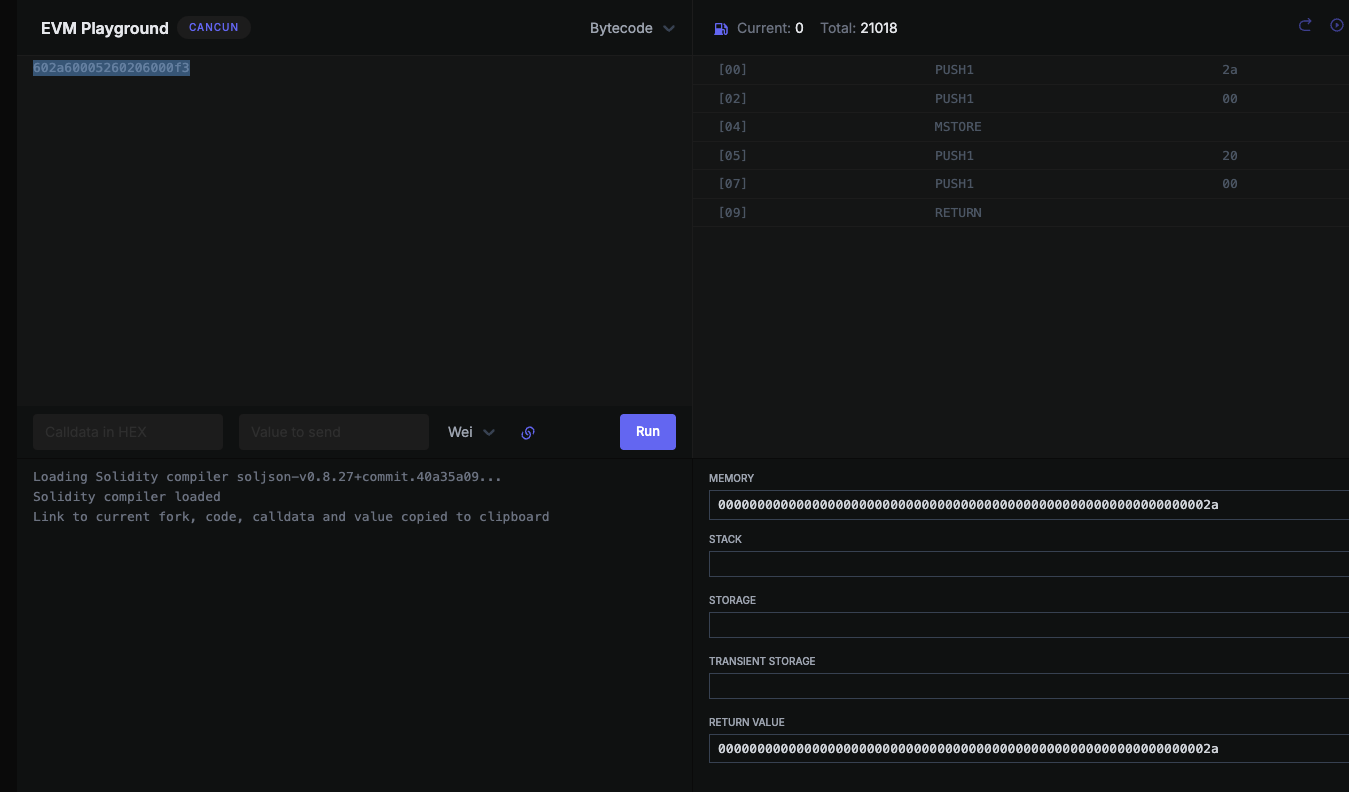 EVM Playground CANCUN Bytecode
602a60005260206000f3
Calldata in HEX Value to send Wei Run
Loading Solidity compiler soljson-v0.8.27+commit.40a35a09...
Solidity compiler loaded
Link to current fork, code, calldata and value copied to clipboard
Current: 0 Total: 21018
[00] PUSH1 2a
[02] PUSH1 00
[04] MSTORE
[05] PUSH1 20
[07] PUSH1 00
[09] RETURN
MEMORY
000000000000000000000000000000000000000000000000000000000000002a
STACK
STORAGE
TRANSIENT STORAGE
RETURN VALUE
000000000000000000000000000000000000000000000000000000000000002a